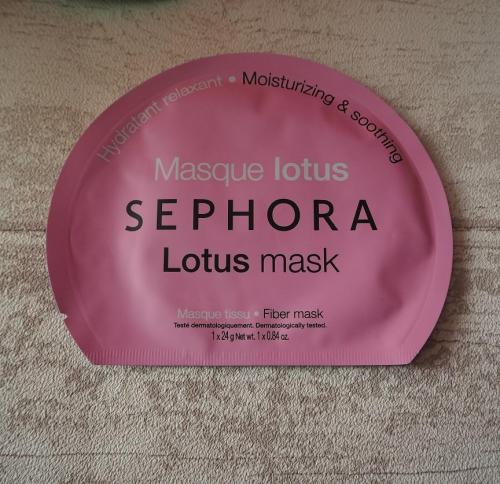 Hydratant relaxant • Moisturizing & soothing
Masque lotus
SEPHORA
Lotus mask
Masque tissu • Fiber mask
Testé dermatologiquement. Dermatologically tested.
1 x 24 g Net wt. 1 x 0.84 oz.